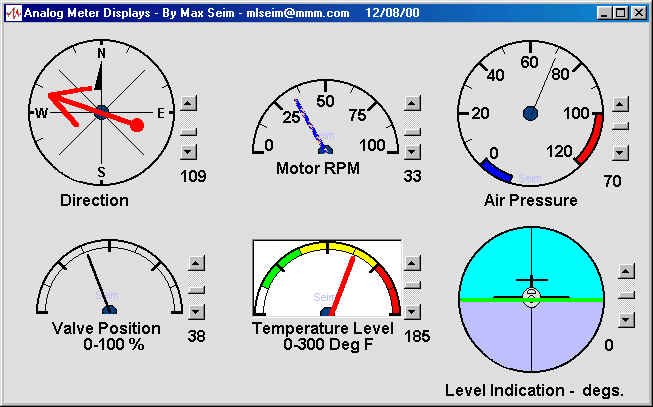 Analog Meter Displays - By Max Seim - mlseim@mmm.com 12/08/00
N
W E
S
109
Direction
0 25 50 75 100
Seim
Motor RPM
33
0 20 40 60 80 100 120
Seim
Air Pressure
70
Seim
Valve Position
0-100 %
38
Seim
Temperature Level
0-300 Deg F
185
0
Level Indication - degs.